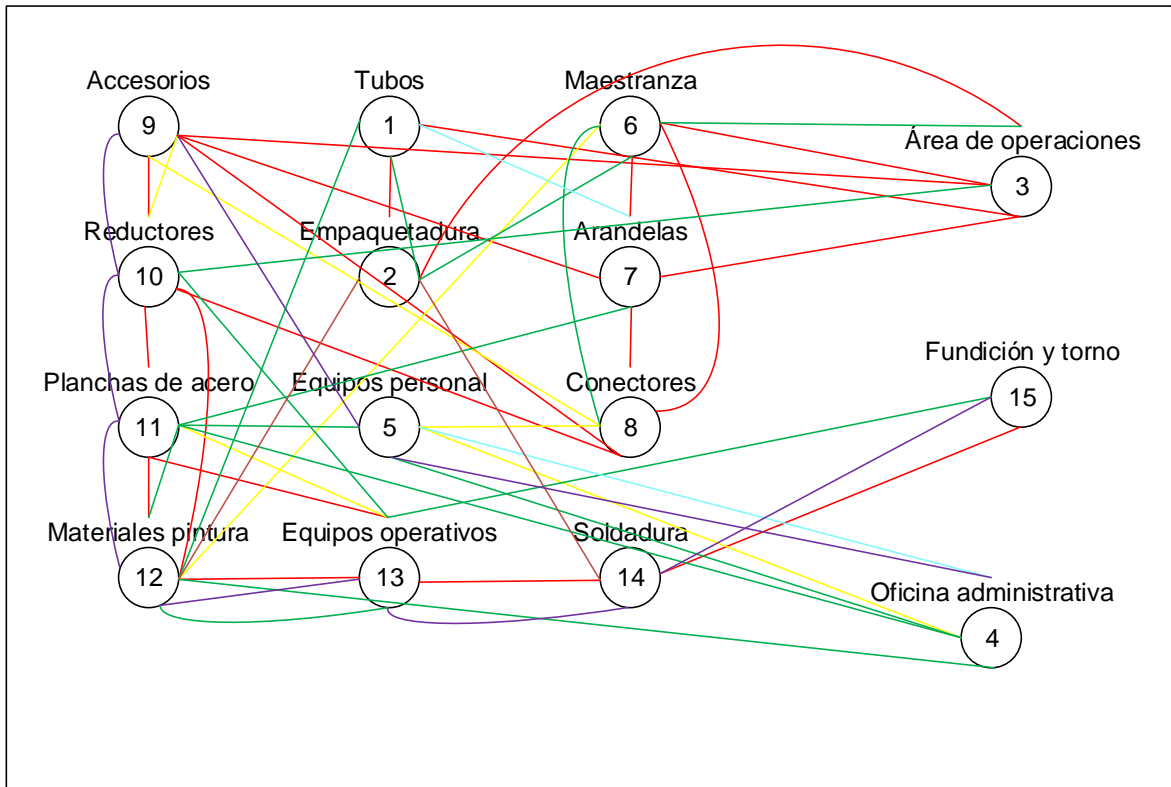 Accesorios
9
Tubos
1
Maestranza
6
Área de operaciones
3
Reductores
10
Empaquetadura
2
Arandelas
7
Planchas de acero
11
Equipos personal
5
Conectores
8
Fundición y torno
15
Materiales pintura
12
Equipos operativos
13
Soldadura
14
Oficina administrativa
4